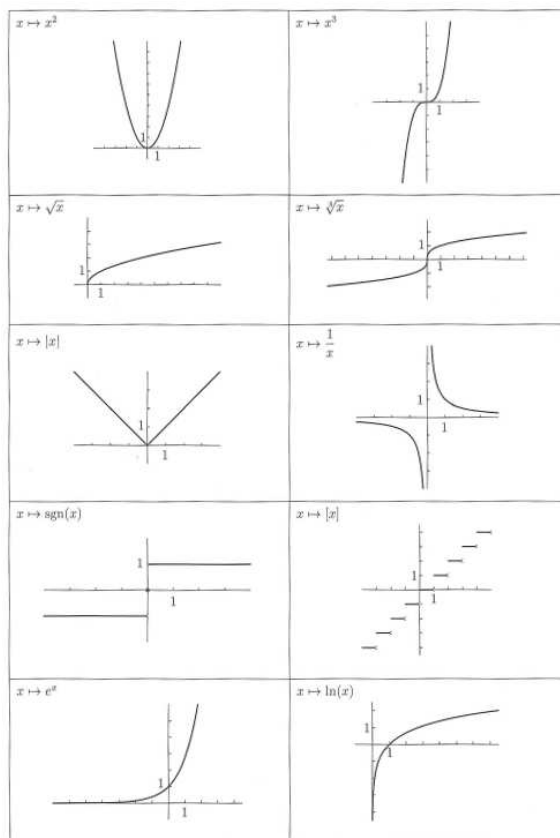 x ↦ x²
1
1
x ↦ x³
1
1
x ↦ √x
1
1
x ↦ ∛x
1
1
x ↦ |x|
1
1
x ↦ 1/x
1
1
x ↦ sgn(x)
1
1
x ↦ [x]
1
1
x ↦ eˣ
1
1
x ↦ ln(x)
1
1